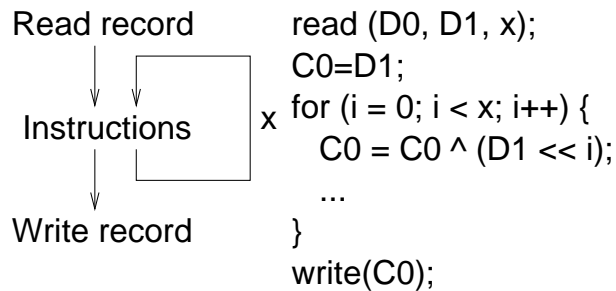 Read record
Instructions
Write record
x
read (D0, D1, x);
C0=D1;
for (i = 0; i < x; i++) {
C0 = C0 ^ (D1 << i);
...
}
write(C0);